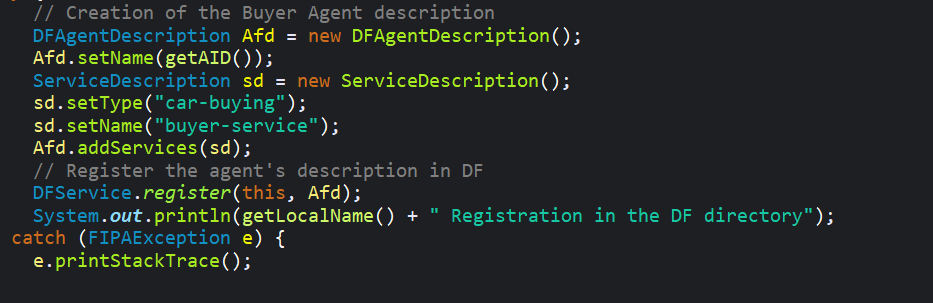 // Creation of the Buyer Agent description
DFAgentDescription Afd = new DFAgentDescription();
Afd.setName(getAID());
ServiceDescription sd = new ServiceDescription();
sd.setType("car-buying");
sd.setName("buyer-service");
Afd.addServices(sd);
// Register the agent's description in DF
DFService.register(this, Afd);
System.out.println(getLocalName() + " Registration in the DF directory");
catch (FIPAException e) {
e.printStackTrace();